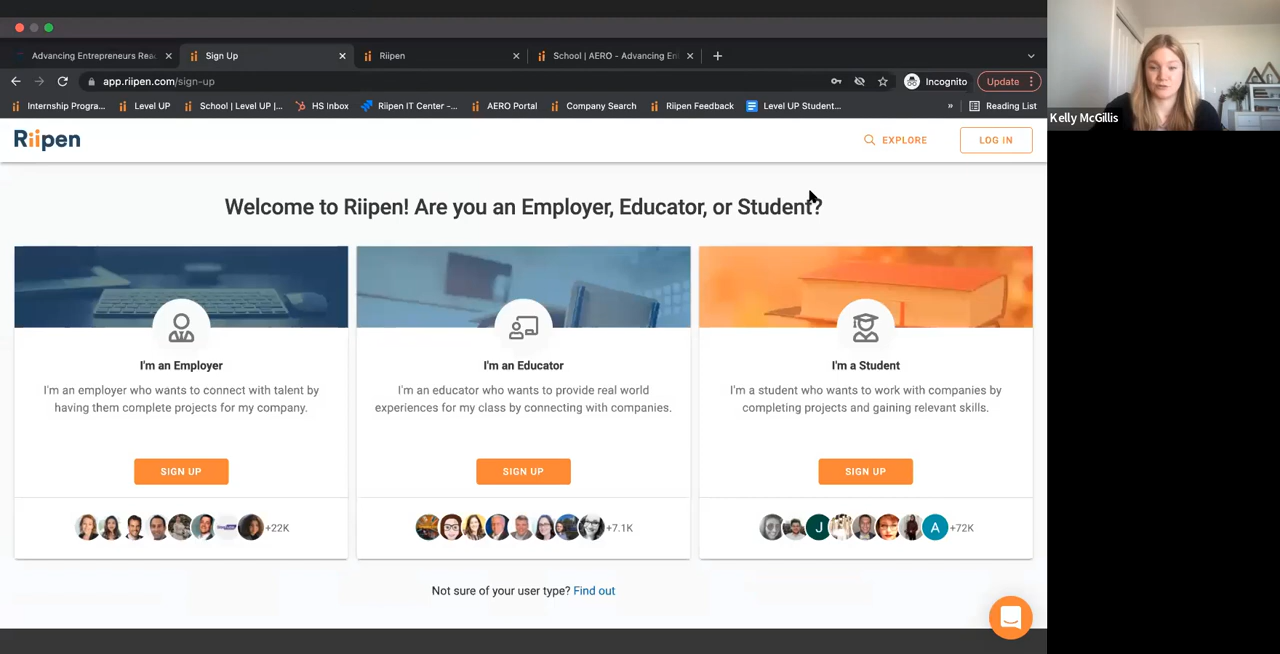 Advancing Entrepreneurs Rea
Sign Up
Riipen
School | AERO - Advancing En
app.riipen.com/sign-up
Incognito
Update
Internship Progra...
Level UP
School | Level UP |...
HS Inbox
Riipen IT Center -...
AERO Portal
Company Search
Riipen Feedback
Level UP Student...
»
Reading List
Kelly McGillis
Riipen
EXPLORE
LOG IN
Welcome to Riipen! Are you an Employer, Educator, or Student?
I'm an Employer
I'm an employer who wants to connect with talent by
having them complete projects for my company.
SIGN UP
+22K
I'm an Educator
I'm an educator who wants to provide real world
experiences for my class by connecting with companies.
SIGN UP
+7.1K
I'm a Student
I'm a student who wants to work with companies by
completing projects and gaining relevant skills.
SIGN UP
J
A
+72K
Not sure of your user type? Find out